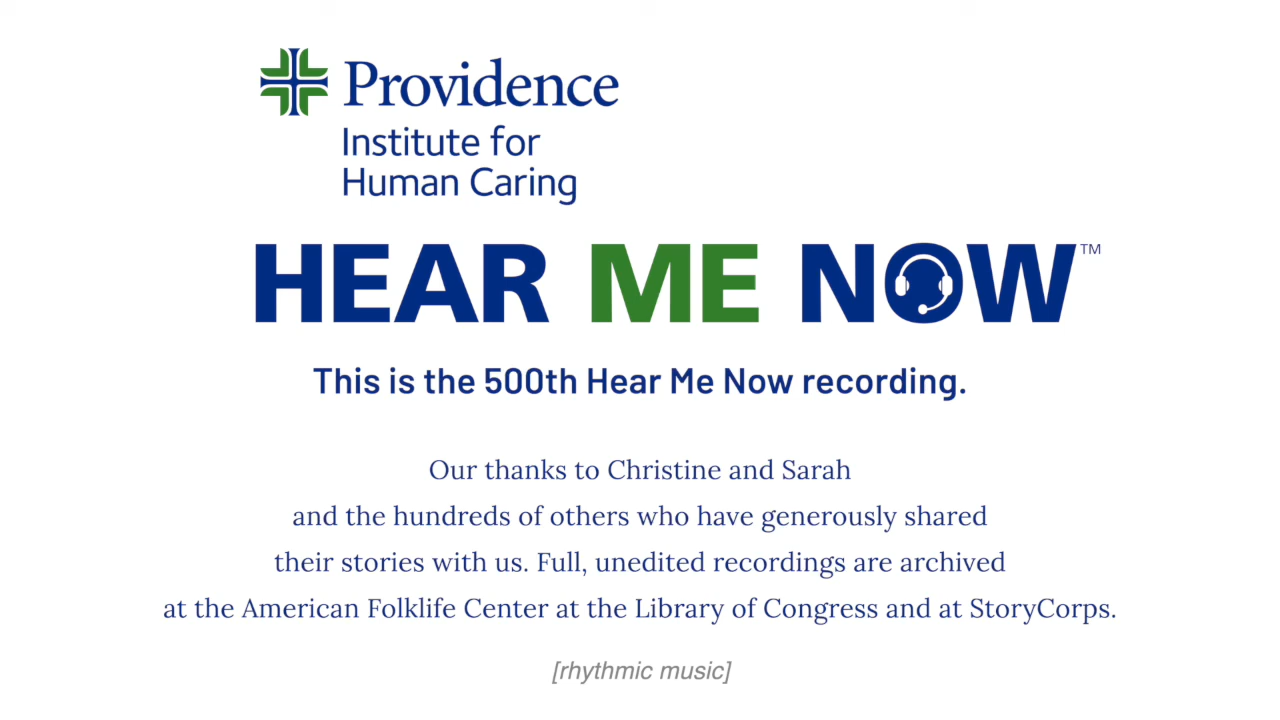 Providence
Institute for
Human Caring
HEAR ME NOW™
This is the 500th Hear Me Now recording.
Our thanks to Christine and Sarah
and the hundreds of others who have generously shared
their stories with us. Full, unedited recordings are archived
at the American Folklife Center at the Library of Congress and at StoryCorps.
[rhythmic music]